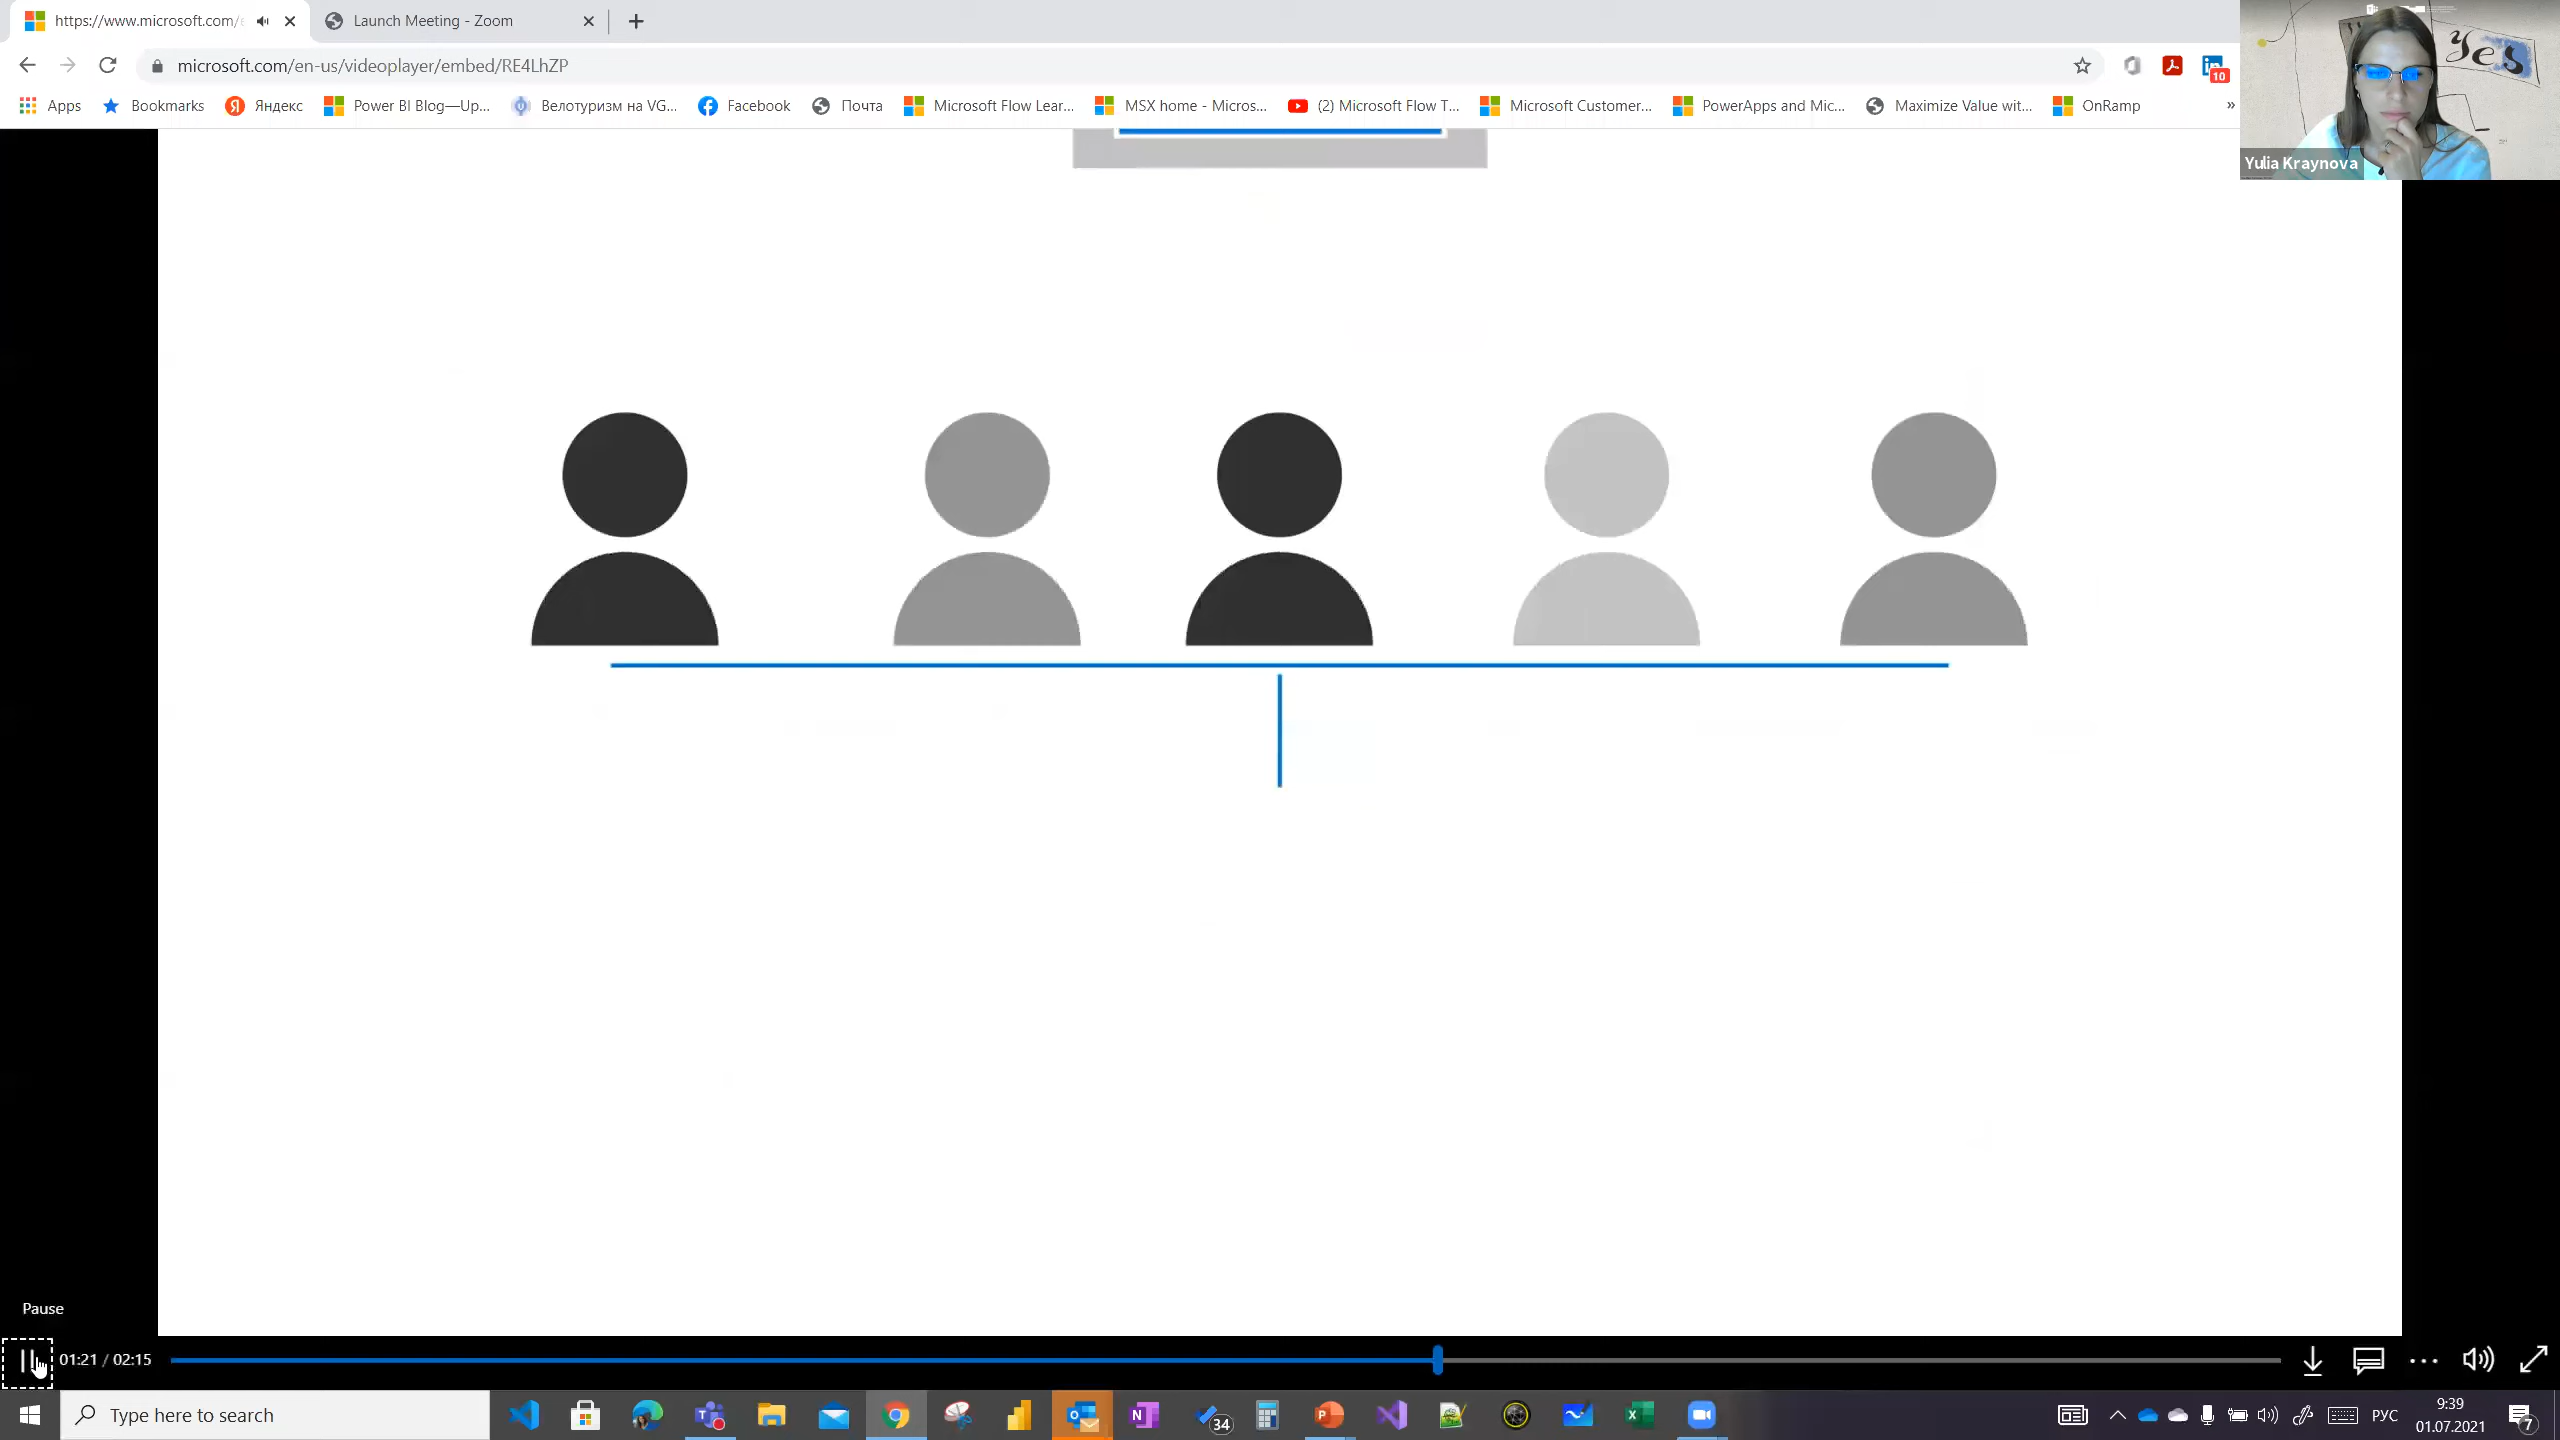 https://www.microsoft.com/e
Launch Meeting - Zoom
microsoft.com/en-us/videoplayer/embed/RE4LhZP
10
Apps
Bookmarks
Яндекс
Power BI Blog—Up...
Велотуризм на VG...
Facebook
Почта
Microsoft Flow Lear...
MSX home - Micros...
(2) Microsoft Flow T...
Microsoft Customer...
PowerApps and Mic...
Maximize Value wit...
OnRamp
»
Yes
Yulia Kraynova
Pause
01:21 / 02:15
Type here to search
34
РУС
9:39
01.07.2021
7